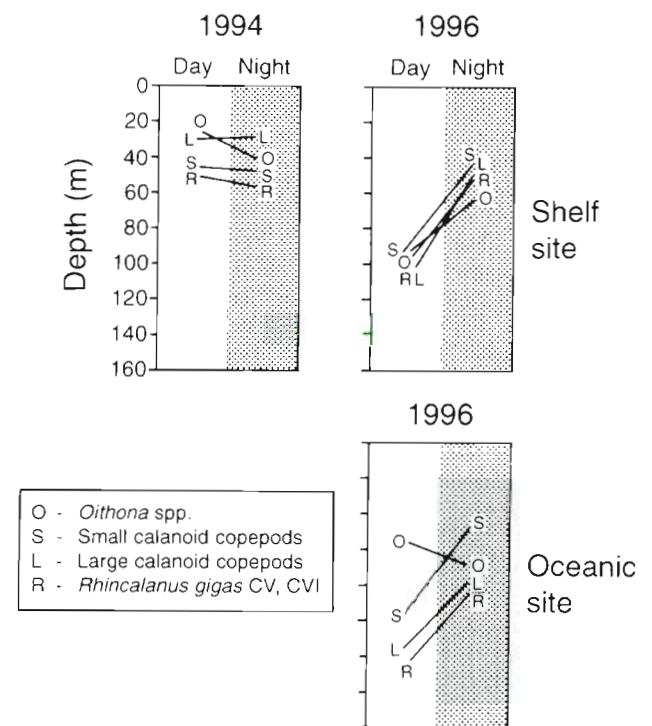 1994 1996
Day Night Day Night
0
20
40
60
80
100
120
140
160
Depth (m)
O
L L
O
S S
R R
S
L
R
O
S
O
R L
Shelf
site
1996
S
O
O
L
R
S
L
R
Oceanic
site
O - Oithona spp.
S - Small calanoid copepods
L - Large calanoid copepods
R - Rhincalanus gigas CV, CVI